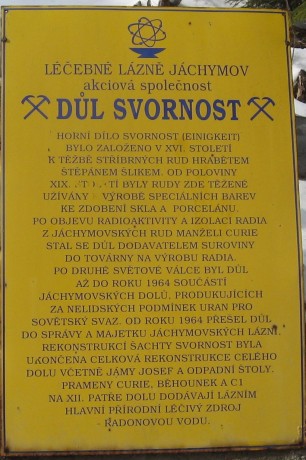 LÉČEBNÉ LÁZNĚ JÁCHYMOV
akciová společnost
DŮL SVORNOST
HORNÍ DÍLO SVORNOST (EINIGKEIT)
BYLO ZALOŽENO V XVI. STOLETÍ
K TĚŽBĚ STŘÍBRNÝCH RUD HRABĚTEM
ŠTĚPÁNEM ŠLIKEM. OD POLOVINY
XIX. BYLY RUDY ZDE TĚŽENÉ
UŽÍVÁNY VÝROBĚ SPECIÁLNÍCH BAREV
KE ZDOBENÍ SKLA A PORCELÁNU.
PO OBJEVU RADIOAKTIVITY A IZOLACI RADIA
Z JÁCHYMOVSKÝCH RUD MANŽELI CURIE
STAL SE DŮL DODAVATELEM SUROVINY
DO TOVÁRNY NA VÝROBU RADIA.
PO DRUHÉ SVĚTOVÉ VÁLCE BYL DŮL
AŽ DO ROKU 1964 SOUČÁSTÍ
JÁCHYMOVSKÝCH DOLŮ, PRODUKUJÍCÍCH
ZA NELIDSKÝCH PODMÍNEK URAN PRO
SOVĚTSKÝ SVAZ. OD ROKU 1964 PŘEŠEL DŮL
DO SPRÁVY A MAJETKU JÁCHYMOVSKÝCH LÁZNÍ.
REKONSTRUKCÍ ŠACHTY SVORNOST BYLA
UKONČENA CELKOVÁ REKONSTRUKCE CELÉHO
DOLU VČETNĚ JÁMY JOSEF A ODPADNÍ ŠTOLY.
PRAMENY CURIE, BĚHOUNEK A C1
NA XII. PATŘE DOLU DODÁVAJÍ LÁZNÍM
HLAVNÍ PŘÍRODNÍ LÉČIVÝ ZDROJ
RADONOVOU VODU.